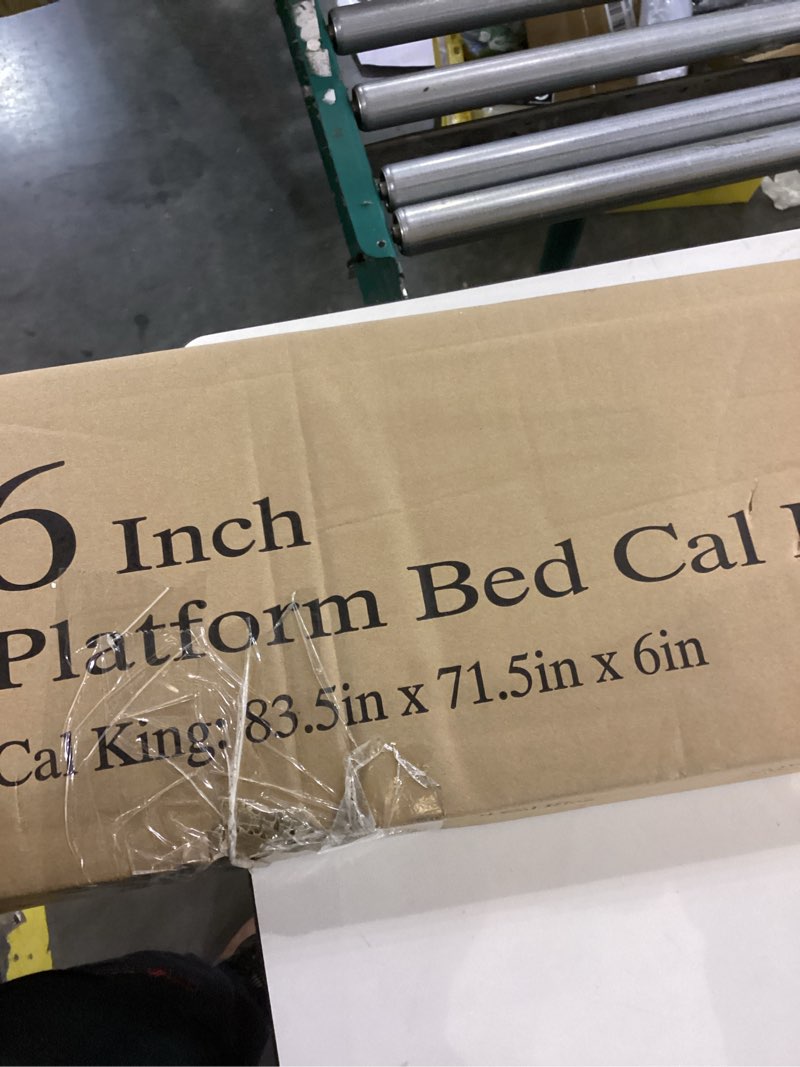 6 Inch
Platform Bed Cal
Cal King: 83.5in x 71.5in x 6in